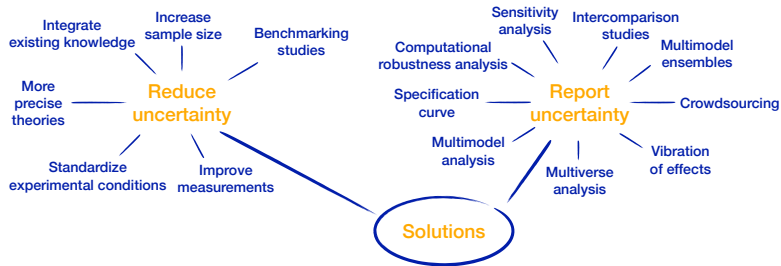 Integrate
existing knowledge
Increase
sample size
Benchmarking
studies
More
precise
theories
Reduce
uncertainty
Standardize
experimental conditions
Improve
measurements
Sensitivity
analysis
Intercomparison
studies
Computational
robustness analysis
Multimodel
ensembles
Specification
curve
Report
uncertainty
Crowdsourcing
Multimodel
analysis
Multiverse
analysis
Vibration
of effects
Solutions